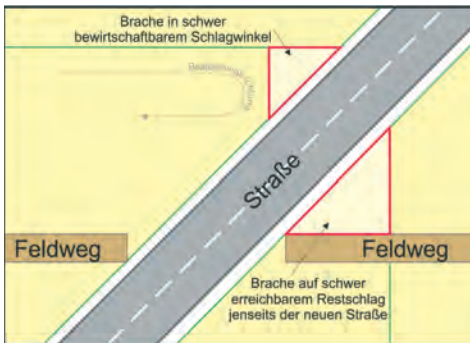 Brache in schwer
bewirtschaftbarem Schlagwinkel
Straße
Feldweg
Feldweg
Brache auf schwer
erreichbarem Restschlag
jenseits der neuen Straße